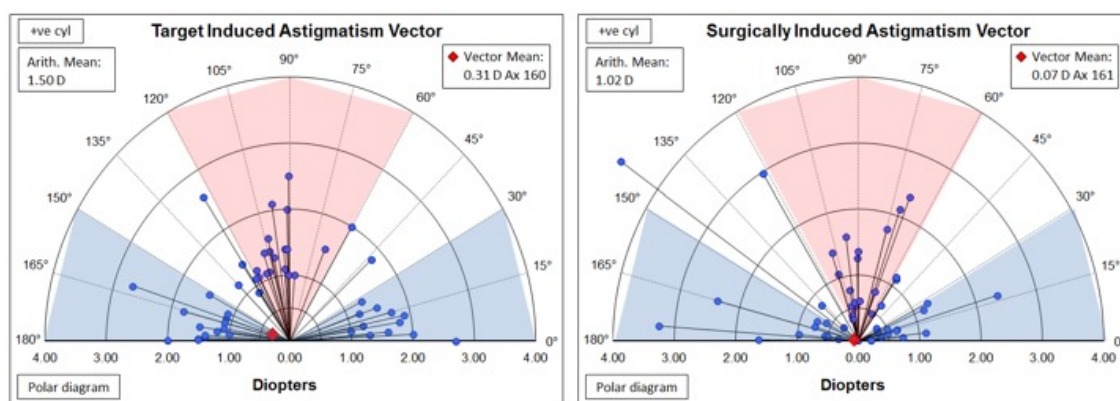 +ve cyl
Target Induced Astigmatism Vector
Arith. Mean:
1.50 D
Vector Mean:
0.31 D Ax 160
90°
105°
75°
120°
60°
135°
45°
150°
30°
165°
15°
180°
0°
4.00 3.00 2.00 1.00 0.00 1.00 2.00 3.00 4.00
Polar diagram
Diopters
+ve cyl
Surgically Induced Astigmatism Vector
Arith. Mean:
1.02 D
Vector Mean:
0.07 D Ax 161
90°
105°
75°
120°
60°
135°
45°
150°
30°
165°
15°
180°
0°
4.00 3.00 2.00 1.00 0.00 1.00 2.00 3.00 4.00
Polar diagram
Diopters